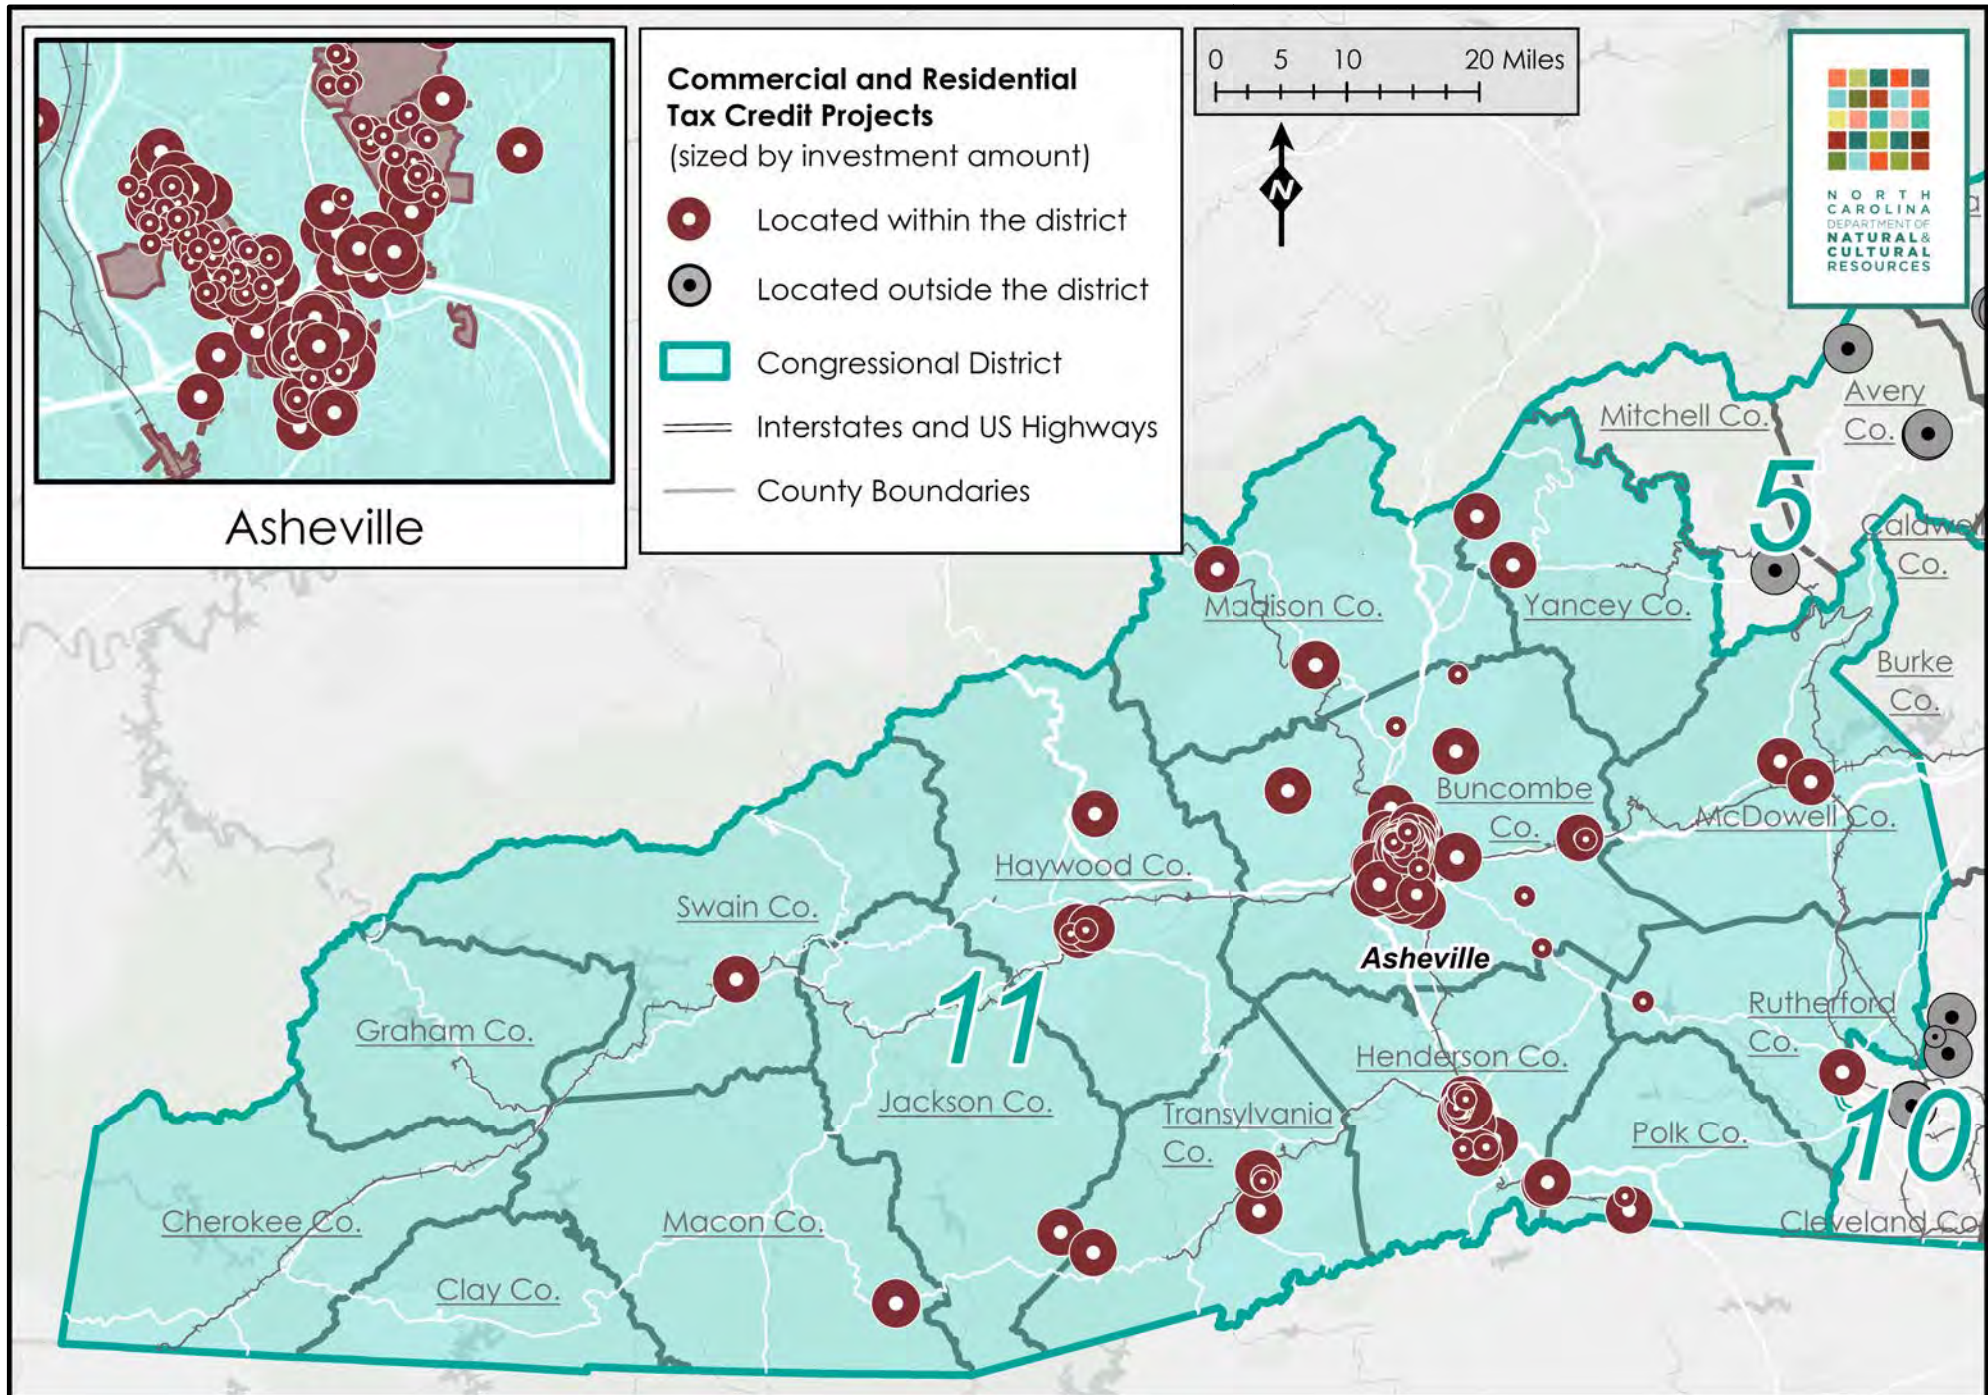 Asheville
Commercial and Residential
Tax Credit Projects
(sized by investment amount)
Located within the district
Located outside the district
Congressional District
Interstates and US Highways
County Boundaries
0 5 10 20 Miles
N
NORTH
CAROLINA
DEPARTMENT OF
NATURAL &
CULTURAL
RESOURCES
Avery
Co.
Mitchell Co.
5
Caldwell
Co.
Madison Co.
Yancey Co.
Burke
Co.
Buncombe
Co.
McDowell Co.
Haywood Co.
Swain Co.
Asheville
11
Graham Co.
Rutherford
Co.
Henderson Co.
Jackson Co.
Transylvania
Co.
Polk Co.
10
Cherokee Co.
Macon Co.
Cleveland Co
Clay Co.